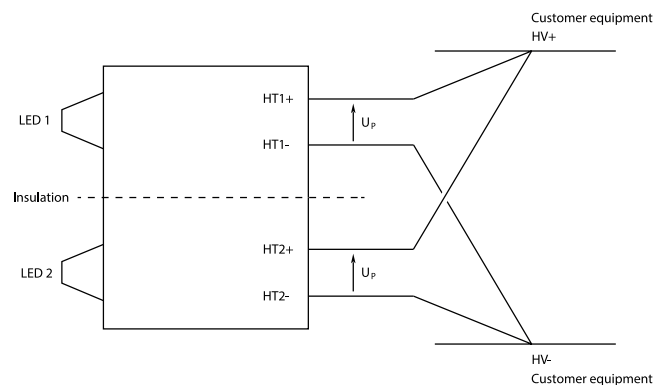 Customer equipment
HV+
HT1+
LED 1
UP
HT1-
Insulation
HT2+
LED 2
UP
HT2-
HV-
Customer equipment